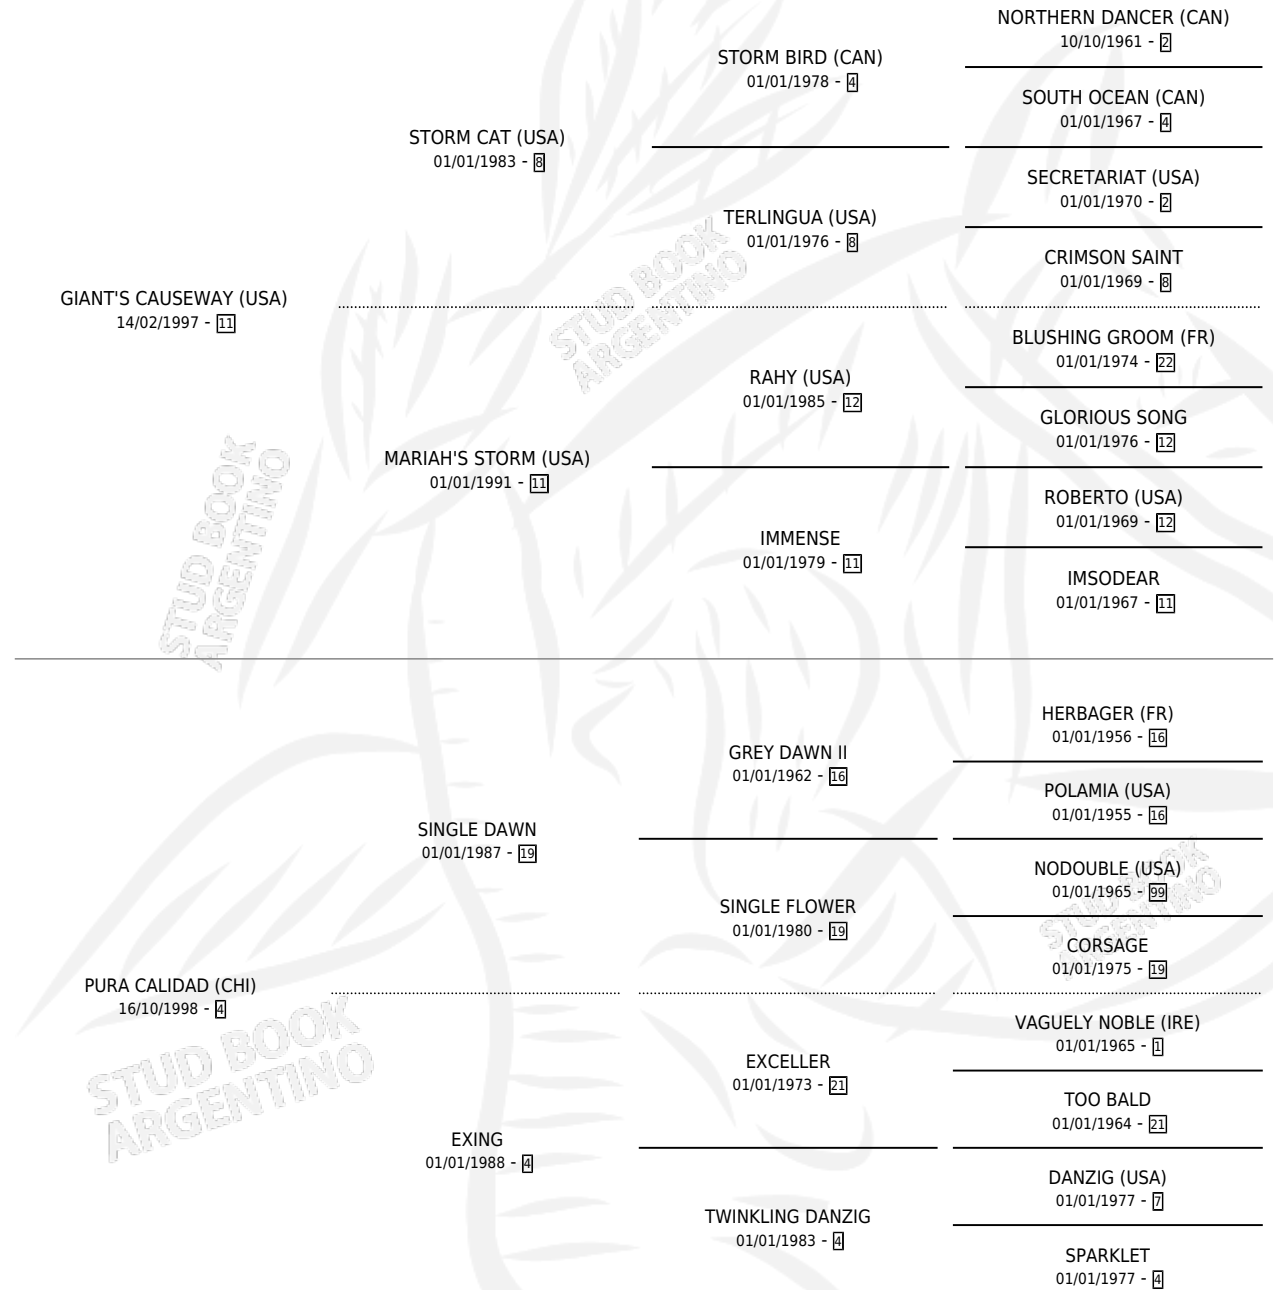 NORTHERN DANCER (CAN)
10/10/1961 - 2
STORM BIRD (CAN)
01/01/1978 - 4
SOUTH OCEAN (CAN)
01/01/1967 - 4
STORM CAT (USA)
01/01/1983 - 8
SECRETARIAT (USA)
01/01/1970 - 2
TERLINGUA (USA)
01/01/1976 - 8
CRIMSON SAINT
01/01/1969 - 8
GIANT'S CAUSEWAY (USA)
14/02/1997 - 11
BLUSHING GROOM (FR)
01/01/1974 - 22
RAHY (USA)
01/01/1985 - 12
GLORIOUS SONG
01/01/1976 - 12
MARIAH'S STORM (USA)
01/01/1991 - 11
ROBERTO (USA)
01/01/1969 - 12
IMMENSE
01/01/1979 - 11
IMSODEAR
01/01/1967 - 11
HERBAGER (FR)
01/01/1956 - 16
GREY DAWN II
01/01/1962 - 16
POLAMIA (USA)
01/01/1955 - 16
SINGLE DAWN
01/01/1987 - 19
NODOUBLE (USA)
01/01/1965 - 99
SINGLE FLOWER
01/01/1980 - 19
CORSAGE
01/01/1975 - 19
PURA CALIDAD (CHI)
16/10/1998 - 4
VAGUELY NOBLE (IRE)
01/01/1965 - 1
EXCELLER
01/01/1973 - 21
TOO BALD
01/01/1964 - 21
EXING
01/01/1988 - 4
DANZIG (USA)
01/01/1977 - 7
TWINKLING DANZIG
01/01/1983 - 4
SPARKLET
01/01/1977 - 4
STUD BOOK
ARGENTINO
STUD BOOK
ARGENTINO
STUD BOOK
ARGENTINO
STUD BOOK
ARGENTINO